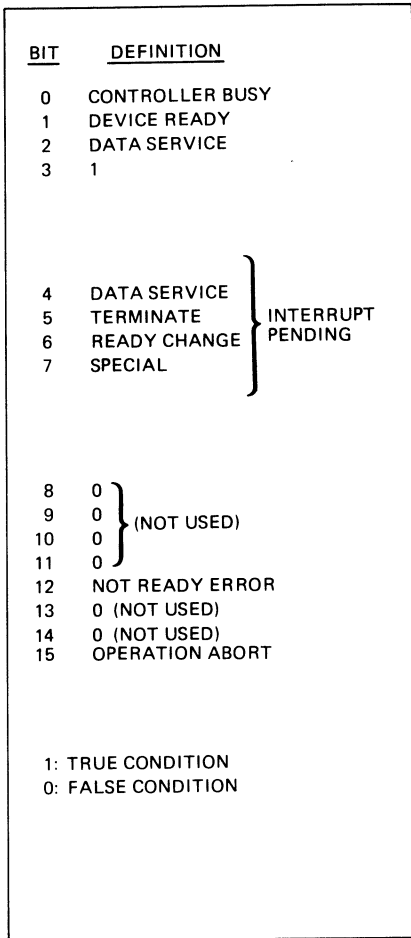 BIT DEFINITION
0 CONTROLLER BUSY
1 DEVICE READY
2 DATA SERVICE
3 1
4 DATA SERVICE
5 TERMINATE
6 READY CHANGE
7 SPECIAL
INTERRUPT
PENDING
8 0
9 0
10 0
11 0
(NOT USED)
12 NOT READY ERROR
13 0 (NOT USED)
14 0 (NOT USED)
15 OPERATION ABORT
1: TRUE CONDITION
0: FALSE CONDITION